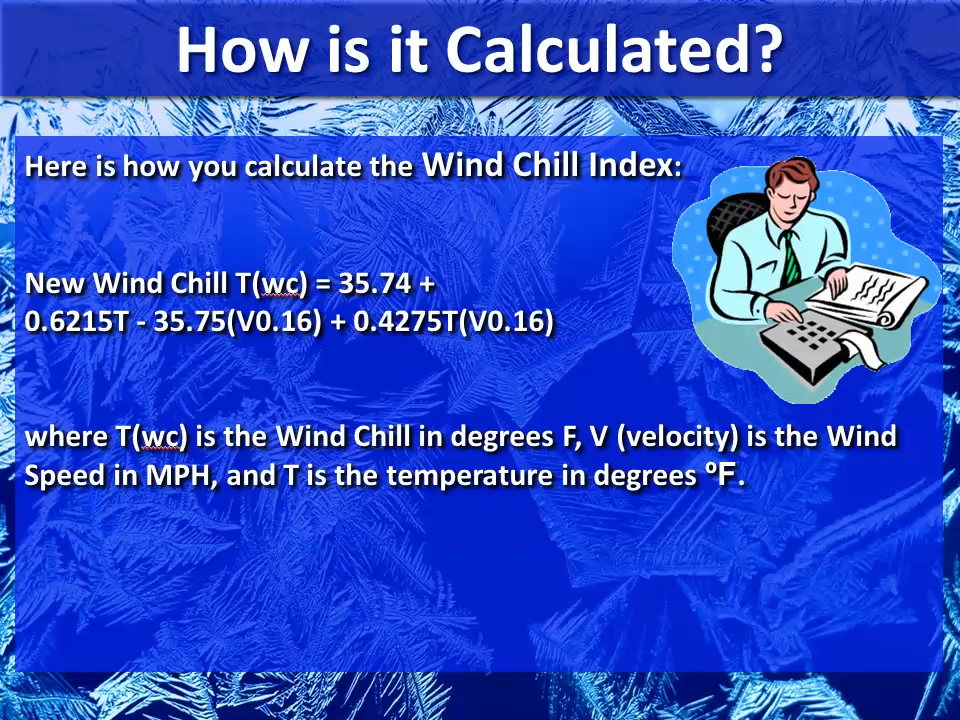 How is it Calculated?
Here is how you calculate the Wind Chill Index:
New Wind Chill T(wc) = 35.74 +
0.6215T - 35.75(V0.16) + 0.4275T(V0.16)
where T(wc) is the Wind Chill in degrees F, V (velocity) is the Wind
Speed in MPH, and T is the temperature in degrees ºF.